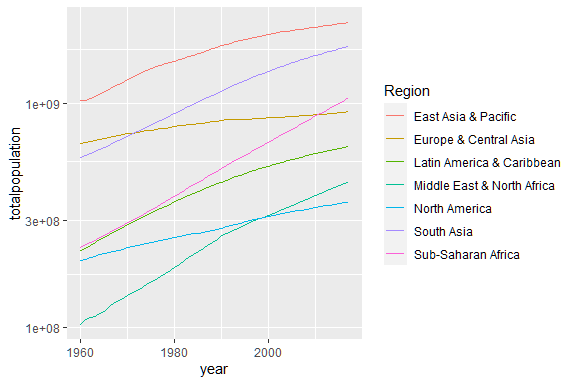 1e+09
3e+08
1e+08
totalpopulation
1960
1980
2000
year
Region
East Asia & Pacific
Europe & Central Asia
Latin America & Caribbean
Middle East & North Africa
North America
South Asia
Sub-Saharan Africa